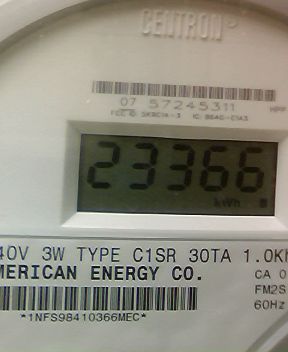 CENTRON
07 57245311
23366
kWh
40V 3W TYPE C1SR 30TA 1.0Kh
MERICAN ENERGY CO.
CA 0
FM2S
60Hz
*1NFS98410366MEC*